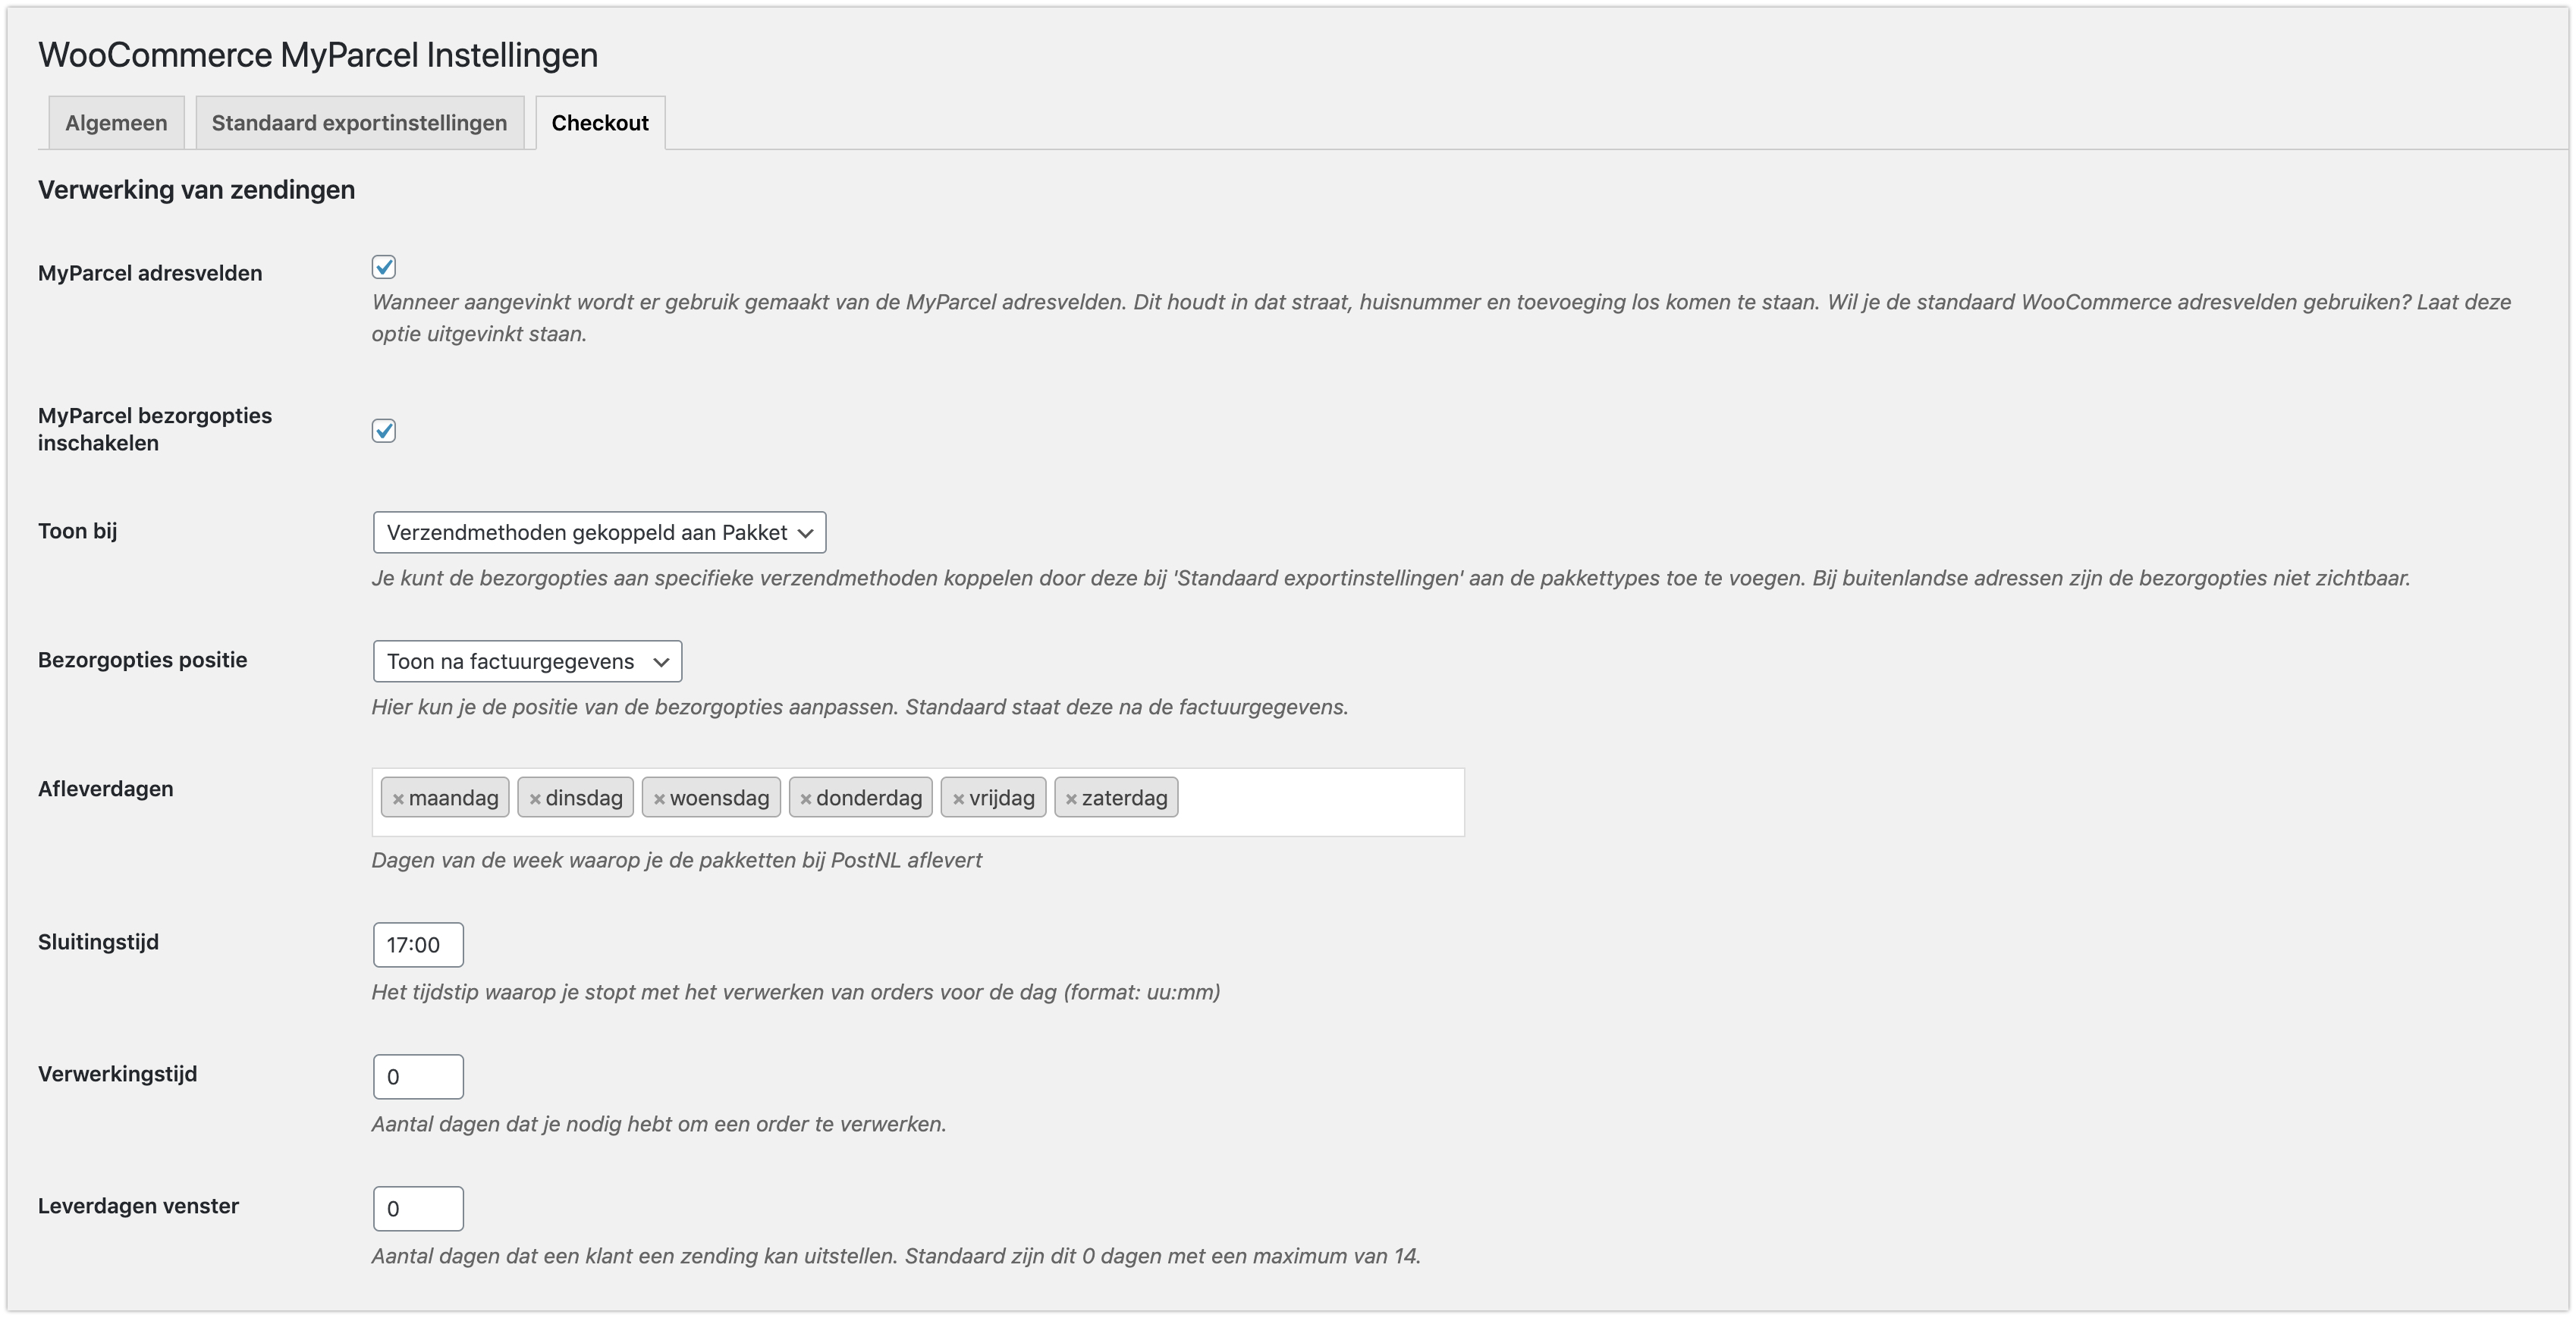 WooCommerce MyParcel Instellingen
Algemeen
Standaard exportinstellingen
Checkout
Verwerking van zendingen
MyParcel adresvelden
Wanneer aangevinkt wordt er gebruik gemaakt van de MyParcel adresvelden. Dit houdt in dat straat, huisnummer en toevoeging los komen te staan. Wil je de standaard WooCommerce adresvelden gebruiken? Laat deze
optie uitgevinkt staan.
MyParcel bezorgopties
inschakelen
Toon bij
Verzendmethoden gekoppeld aan Pakket
Je kunt de bezorgopties aan specifieke verzendmethoden koppelen door deze bij 'Standaard exportinstellingen' aan de pakkettypes toe te voegen. Bij buitenlandse adressen zijn de bezorgopties niet zichtbaar.
Bezorgopties positie
Toon na factuurgegevens
Hier kun je de positie van de bezorgopties aanpassen. Standaard staat deze na de factuurgegevens.
Afleverdagen
× maandag × dinsdag × woensdag × donderdag × vrijdag × zaterdag
Dagen van de week waarop je de pakketten bij PostNL aflevert
Sluitingstijd
17:00
Het tijdstip waarop je stopt met het verwerken van orders voor de dag (format: uu:mm)
Verwerkingstijd
0
Aantal dagen dat je nodig hebt om een order te verwerken.
Leverdagen venster
0
Aantal dagen dat een klant een zending kan uitstellen. Standaard zijn dit 0 dagen met een maximum van 14.